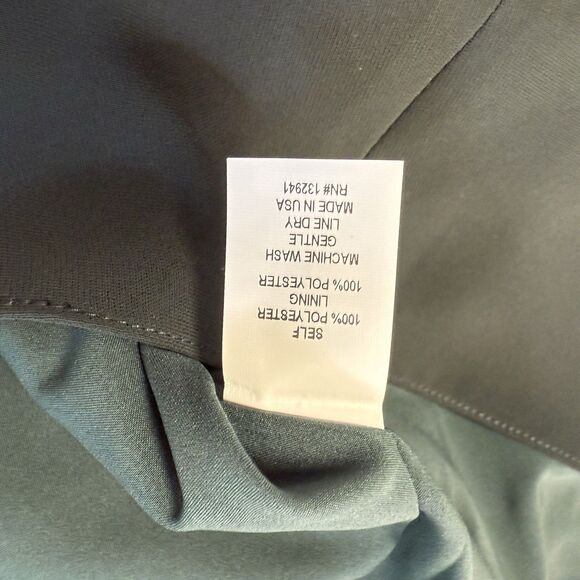 SELF
100% POLYESTER
LINING
100% POLYESTER
MACHINE WASH
GENTLE
LINE DRY
MADE IN USA
RN# 132941